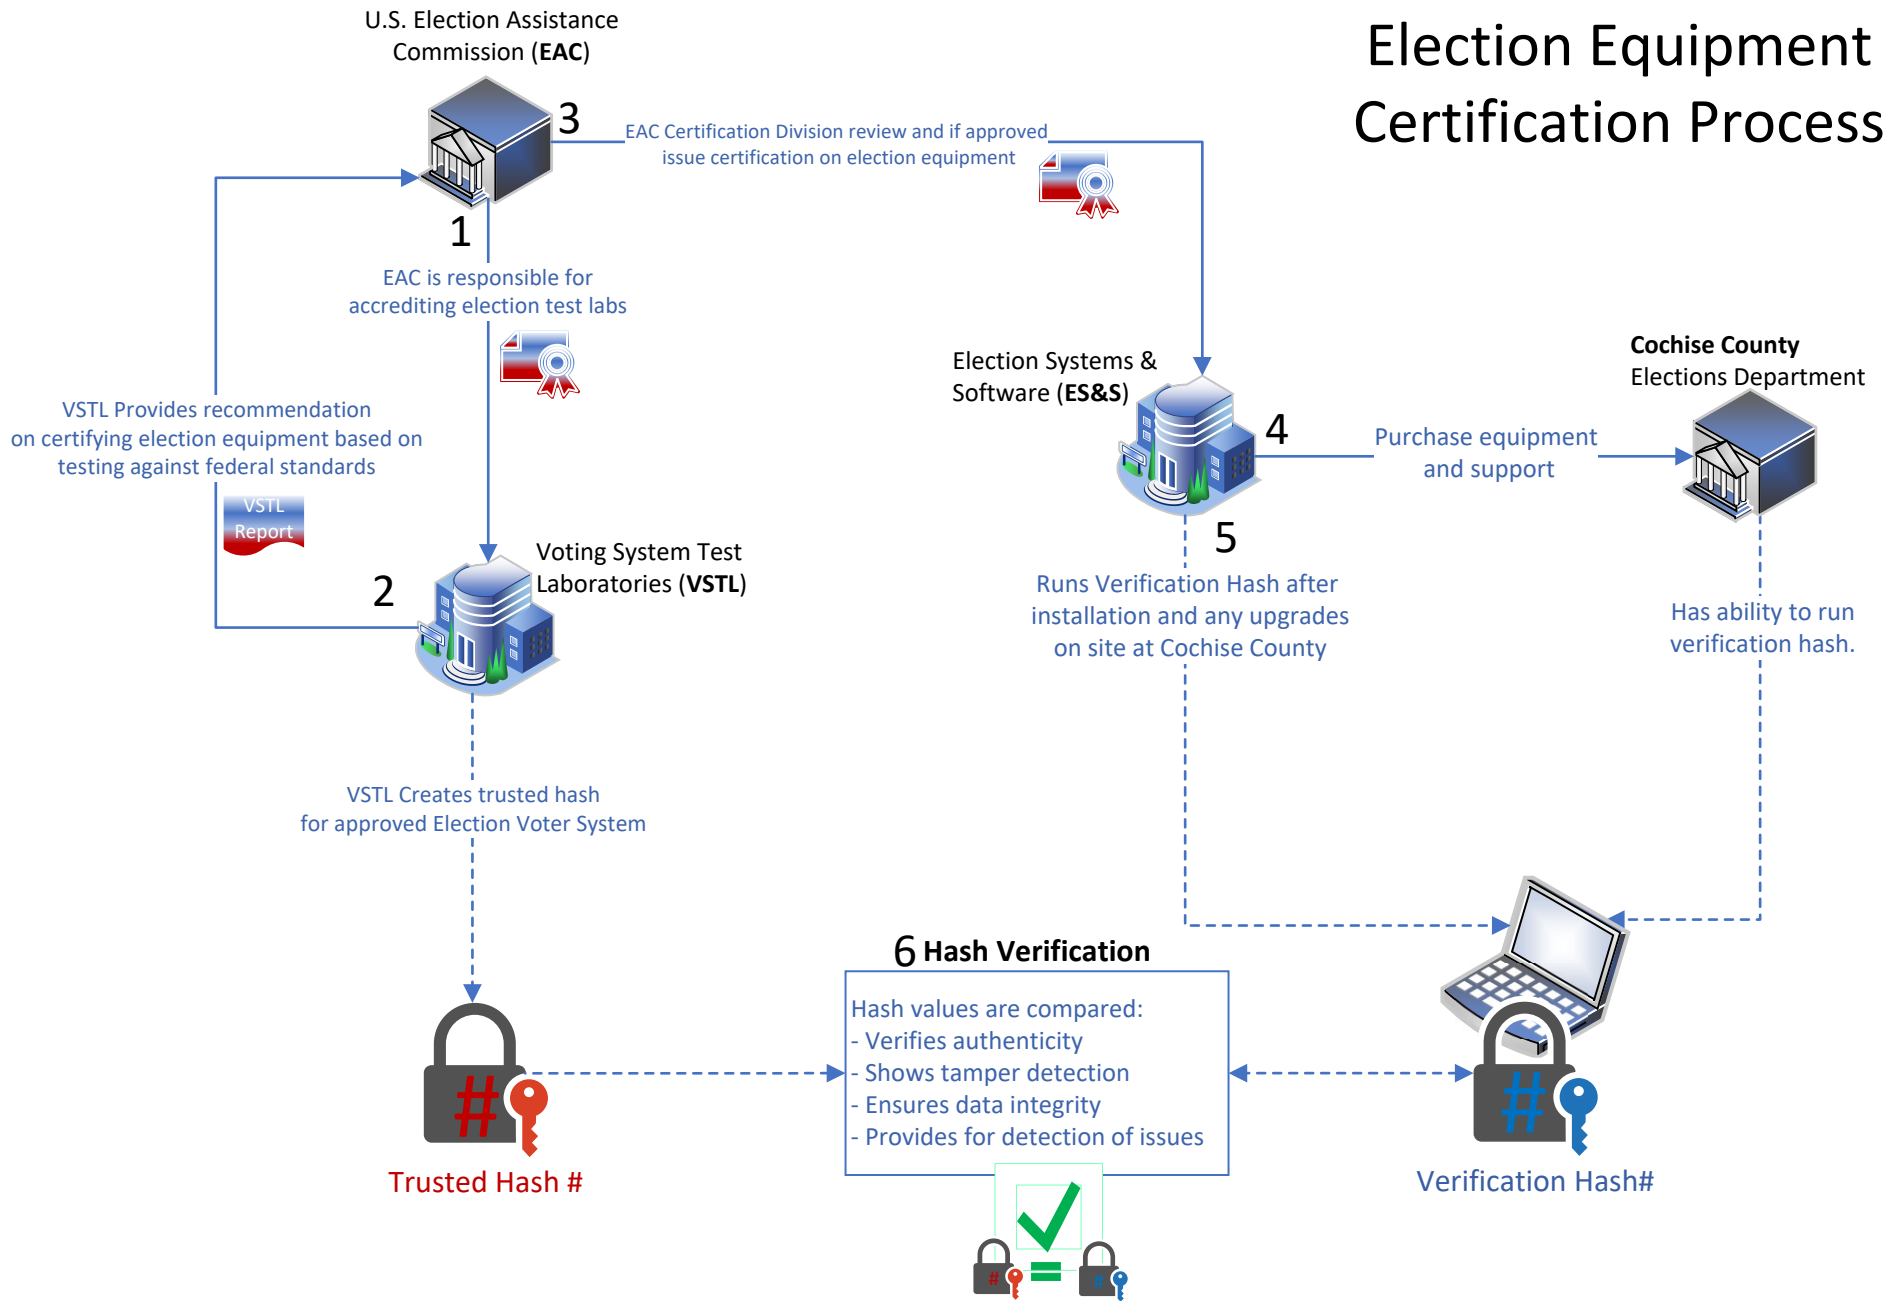 U.S. Election Assistance
Commission (EAC)
Election Equipment
Certification Process
3
EAC Certification Division review and if approved
issue certification on election equipment
1
EAC is responsible for
accrediting election test labs
VSTL Provides recommendation
on certifying election equipment based on
testing against federal standards
VSTL
Report
2
Voting System Test
Laboratories (VSTL)
Election Systems &
Software (ES&S)
4
Purchase equipment
and support
Cochise County
Elections Department
5
Runs Verification Hash after
installation and any upgrades
on site at Cochise County
Has ability to run
verification hash.
VSTL Creates trusted hash
for approved Election Voter System
6 Hash Verification
Hash values are compared:
- Verifies authenticity
- Shows tamper detection
- Ensures data integrity
- Provides for detection of issues
#
Trusted Hash #
#
Verification Hash#
# = #